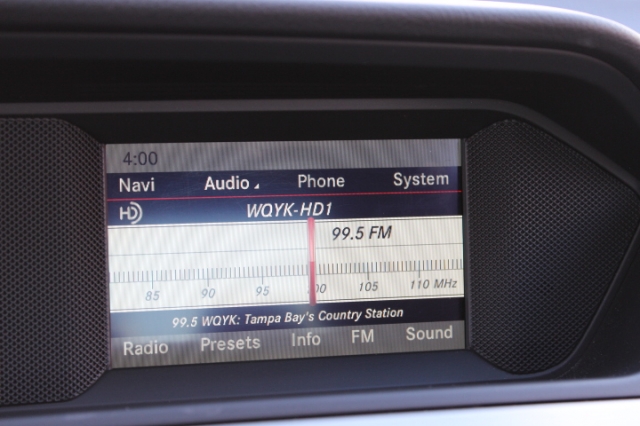 4:00
Navi Audio Phone System
HD WQYK-HD1
99.5 FM
85 90 95 100 105 110 MHz
99.5 WQYK: Tampa Bay's Country Station
Radio Presets Info FM Sound